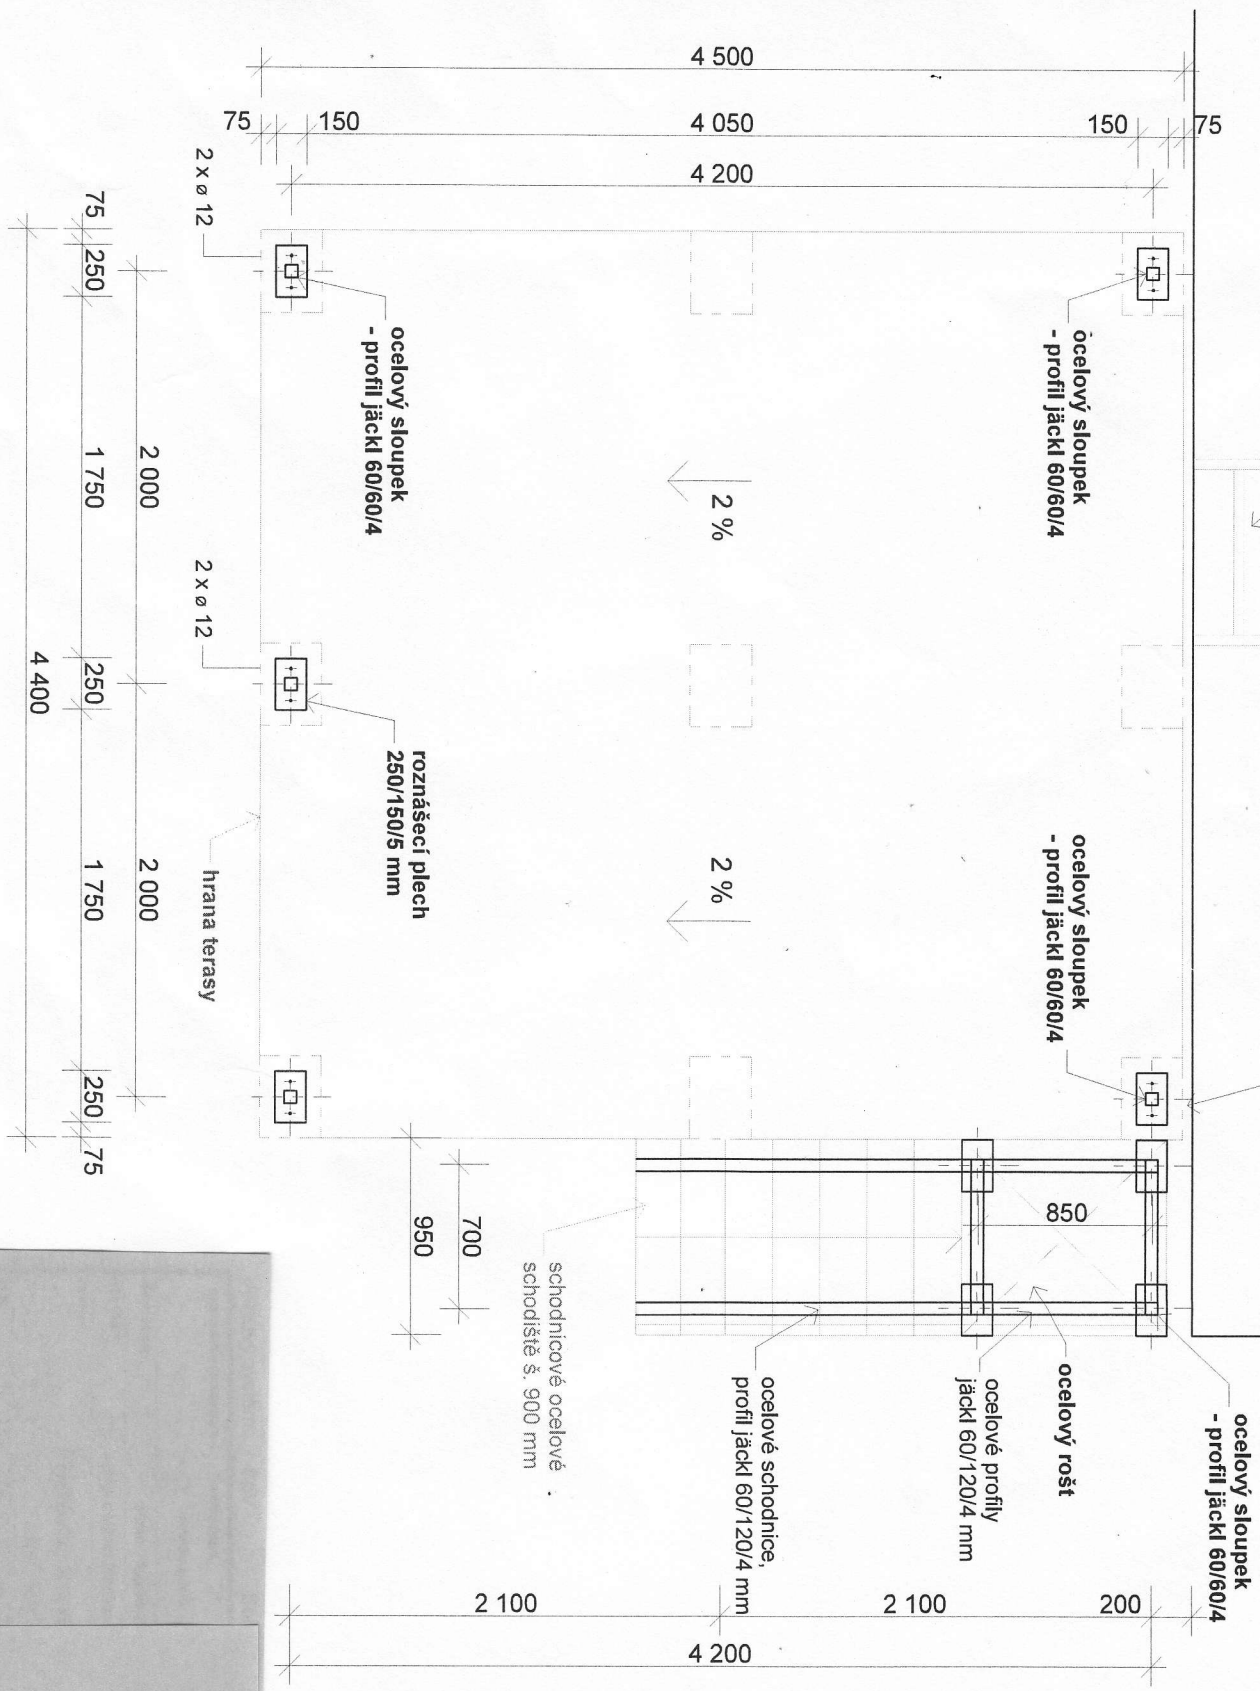 4 500
75
150
4 050
150
75
4 200
2 x ø 12
75
250
2 000
1 750
2 x ø 12
250
4 400
2 000
1 750
250
75
ocelový sloupek
- profil jäckl 60/60/4
ocelový sloupek
- profil jäckl 60/60/4
2 %
2 %
roznášecí plech
250/150/5 mm
hrana terasy
ocelový sloupek
- profil jäckl 60/60/4
850
700
950
schodnicové ocelové
schodiště š. 900 mm
ocelové schodnice,
profil jäckl 60/120/4 mm
ocelové profily
jäckl 60/120/4 mm
ocelový rošt
ocelový sloupek
- profil jäckl 60/60/4
2 100
2 100
200
4 200